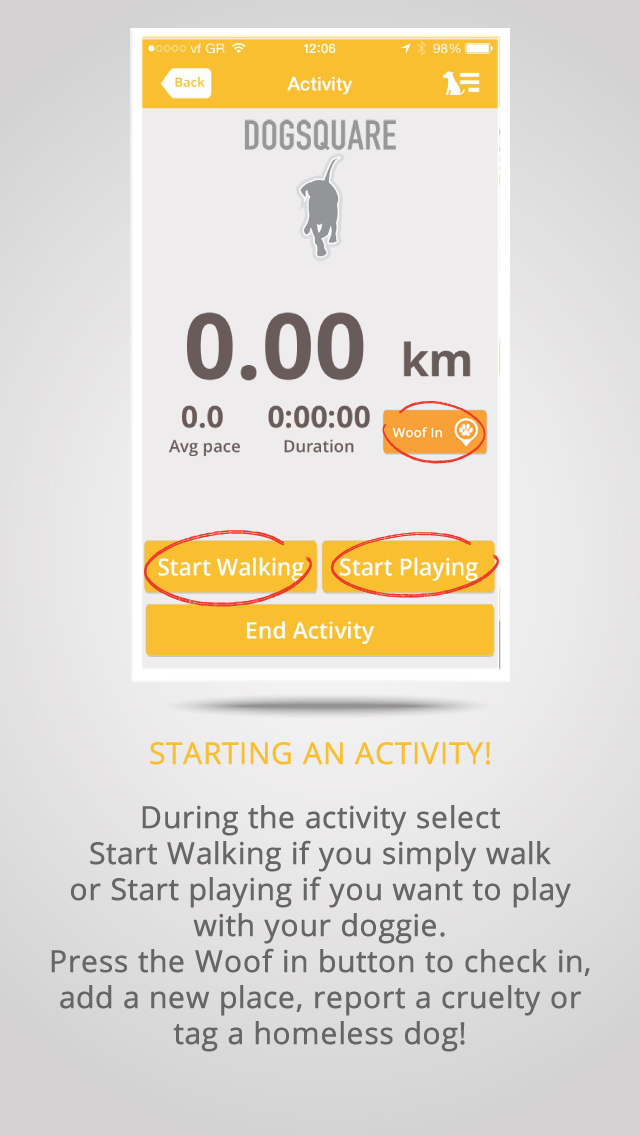 vf GR 12:06 98%
Back Activity
DOGSQUARE
0.00 km
0.0 0:00:00
Avg pace Duration
Woof In
Start Walking Start Playing
End Activity
STARTING AN ACTIVITY!
During the activity select
Start Walking if you simply walk
or Start playing if you want to play
with your doggie.
Press the Woof in button to check in,
add a new place, report a cruelty or
tag a homeless dog!